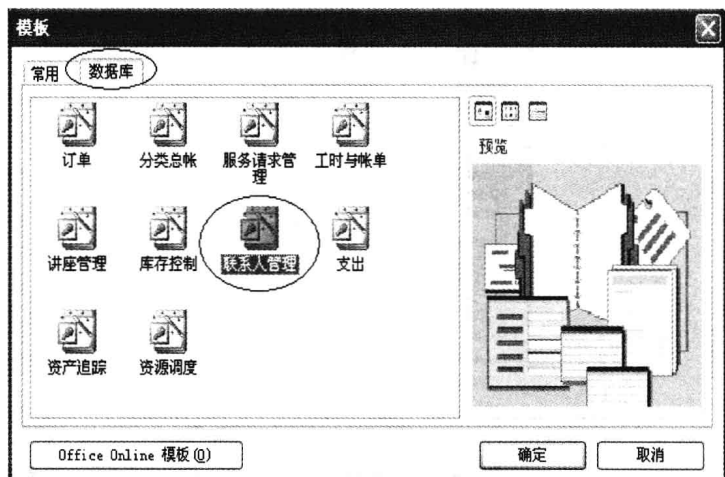 模板
常用 数据库
订单 分类总帐 服务请求管理 工时与帐单
预览
讲座管理 库存控制 联系人管理 支出
资产追踪 资源调度
Office Online 模板(O) 确定 取消